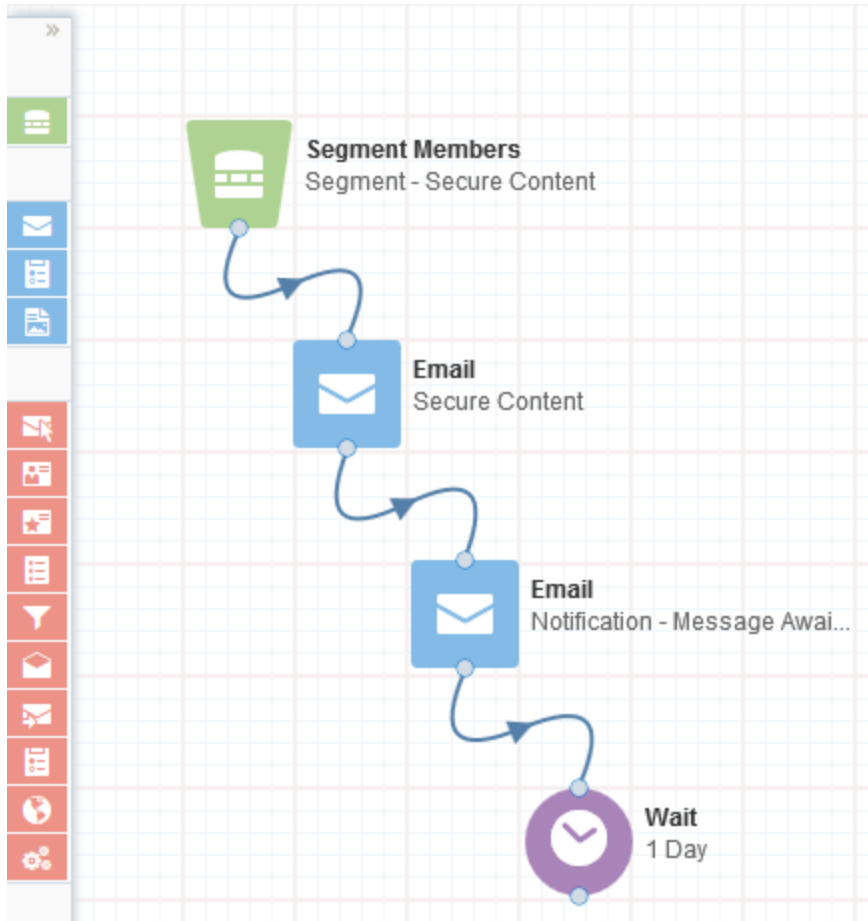 Segment Members
Segment - Secure Content
Email
Secure Content
Email
Notification - Message Awai...
Wait
1 Day